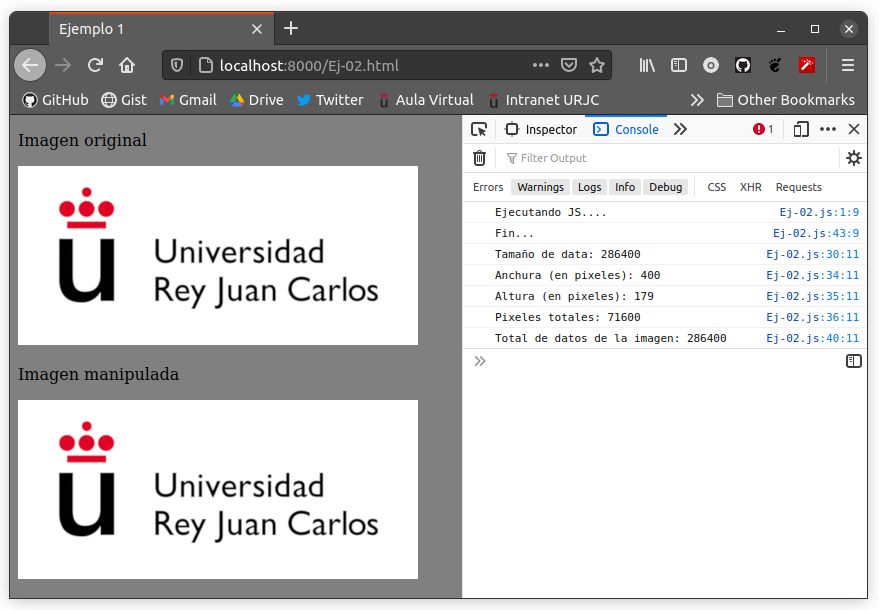 Ejemplo 1
localhost:8000/Ej-02.html
GitHub Gist Gmail Drive Twitter Aula Virtual Intranet URJC Other Bookmarks
Imagen original
u Universidad
Rey Juan Carlos
Imagen manipulada
u Universidad
Rey Juan Carlos
Inspector Console 1
Filter Output
Errors Warnings Logs Info Debug CSS XHR Requests
Ejecutando JS.... Ej-02.js:1:9
Fin... Ej-02.js:43:9
Tamaño de data: 286400 Ej-02.js:30:11
Anchura (en pixeles): 400 Ej-02.js:34:11
Altura (en pixeles): 179 Ej-02.js:35:11
Pixeles totales: 71600 Ej-02.js:36:11
Total de datos de la imagen: 286400 Ej-02.js:40:11